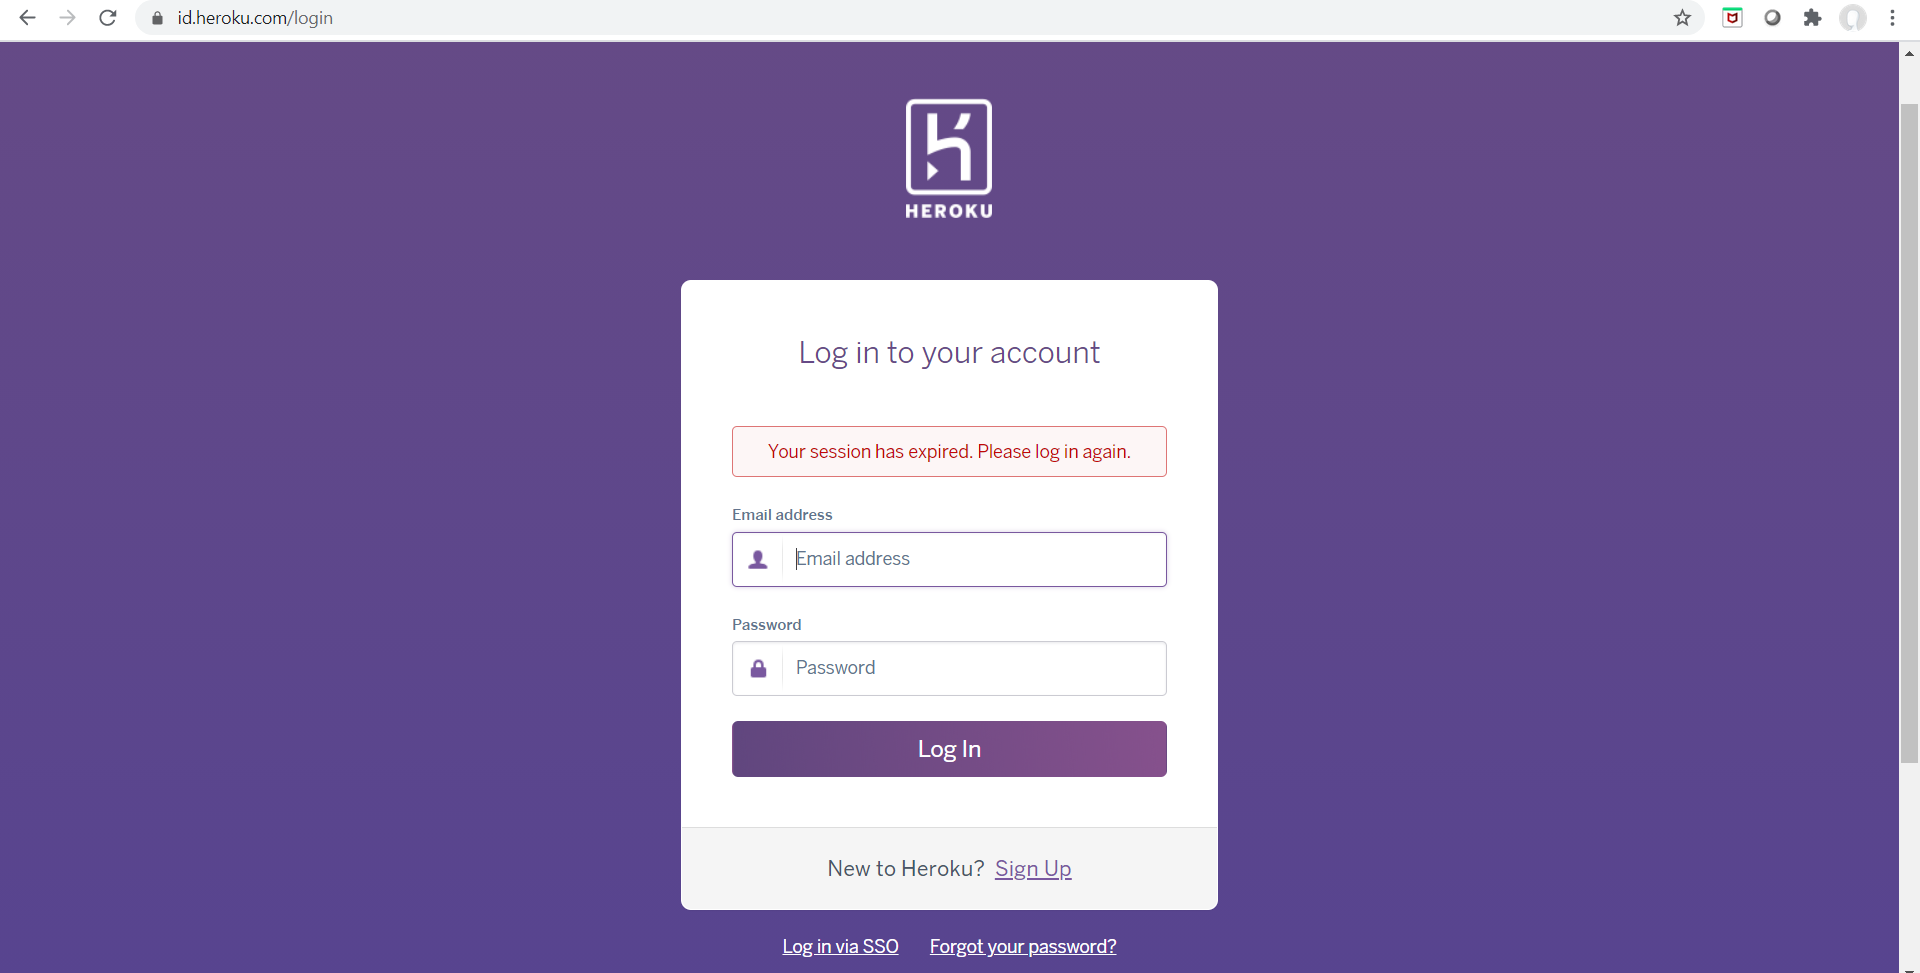 id.heroku.com/login
HEROKU
Log in to your account
Your session has expired. Please log in again.
Email address
Email address
Password
Password
Log In
New to Heroku? Sign Up
Log in via SSO Forgot your password?